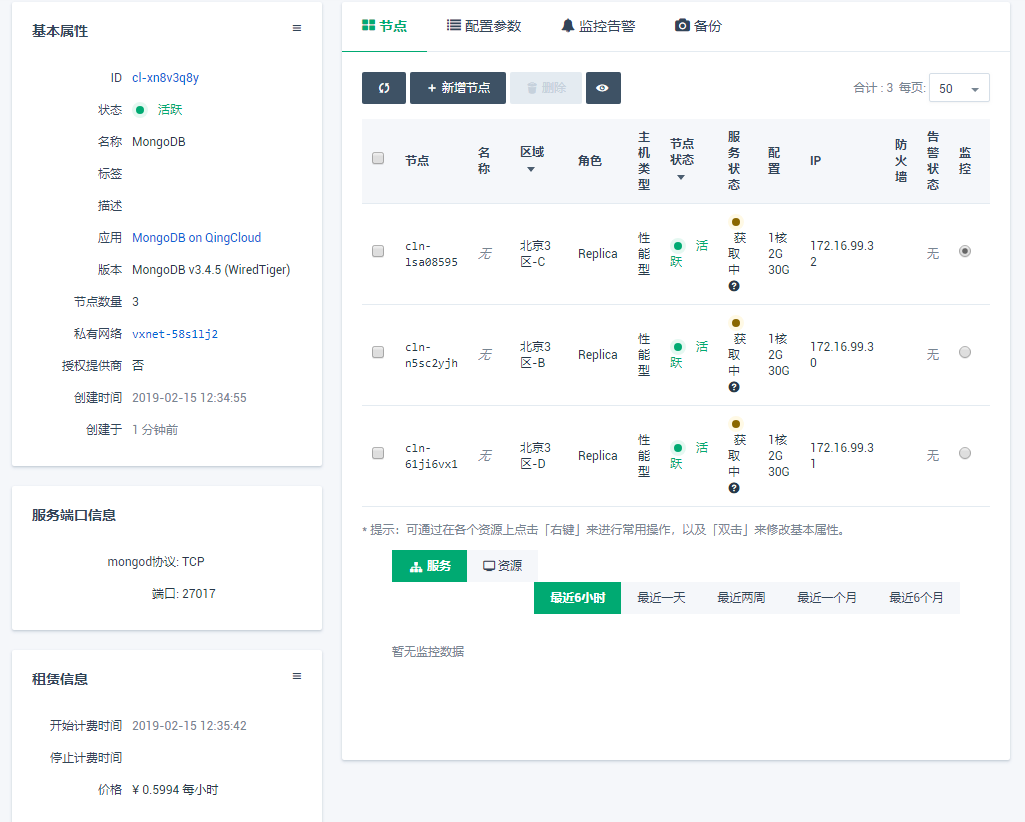 基本属性
ID cl-xn8v3q8y
状态 活跃
名称 MongoDB
标签
描述
应用 MongoDB on QingCloud
版本 MongoDB v3.4.5 (WiredTiger)
节点数量 3
私有网络 vxnet-58s11j2
授权提供商 否
创建时间 2019-02-15 12:34:55
创建于 1 分钟前
服务端口信息
mongod协议: TCP
端口: 27017
租赁信息
开始计费时间 2019-02-15 12:35:42
停止计费时间
价格 ¥ 0.5994 每小时
节点 配置参数 监控告警 备份
+ 新增节点 删除 合计 : 3 每页: 50
节点 名称 区域 角色 主机类型 节点状态 服务状态 配置 IP 防火墙 告警状态 监控
cln-1sa08595 无 北京3区-C Replica 性能型 活跃 获取中 1核2G30G 172.16.99.32 无
cln-n5sc2yjh 无 北京3区-B Replica 性能型 活跃 获取中 1核2G30G 172.16.99.30 无
cln-61ji6vx1 无 北京3区-D Replica 性能型 活跃 获取中 1核2G30G 172.16.99.31 无
* 提示：可通过在各个资源上点击「右键」来进行常用操作，以及「双击」来修改基本属性。
服务 资源
最近6小时 最近一天 最近两周 最近一个月 最近6个月
暂无监控数据